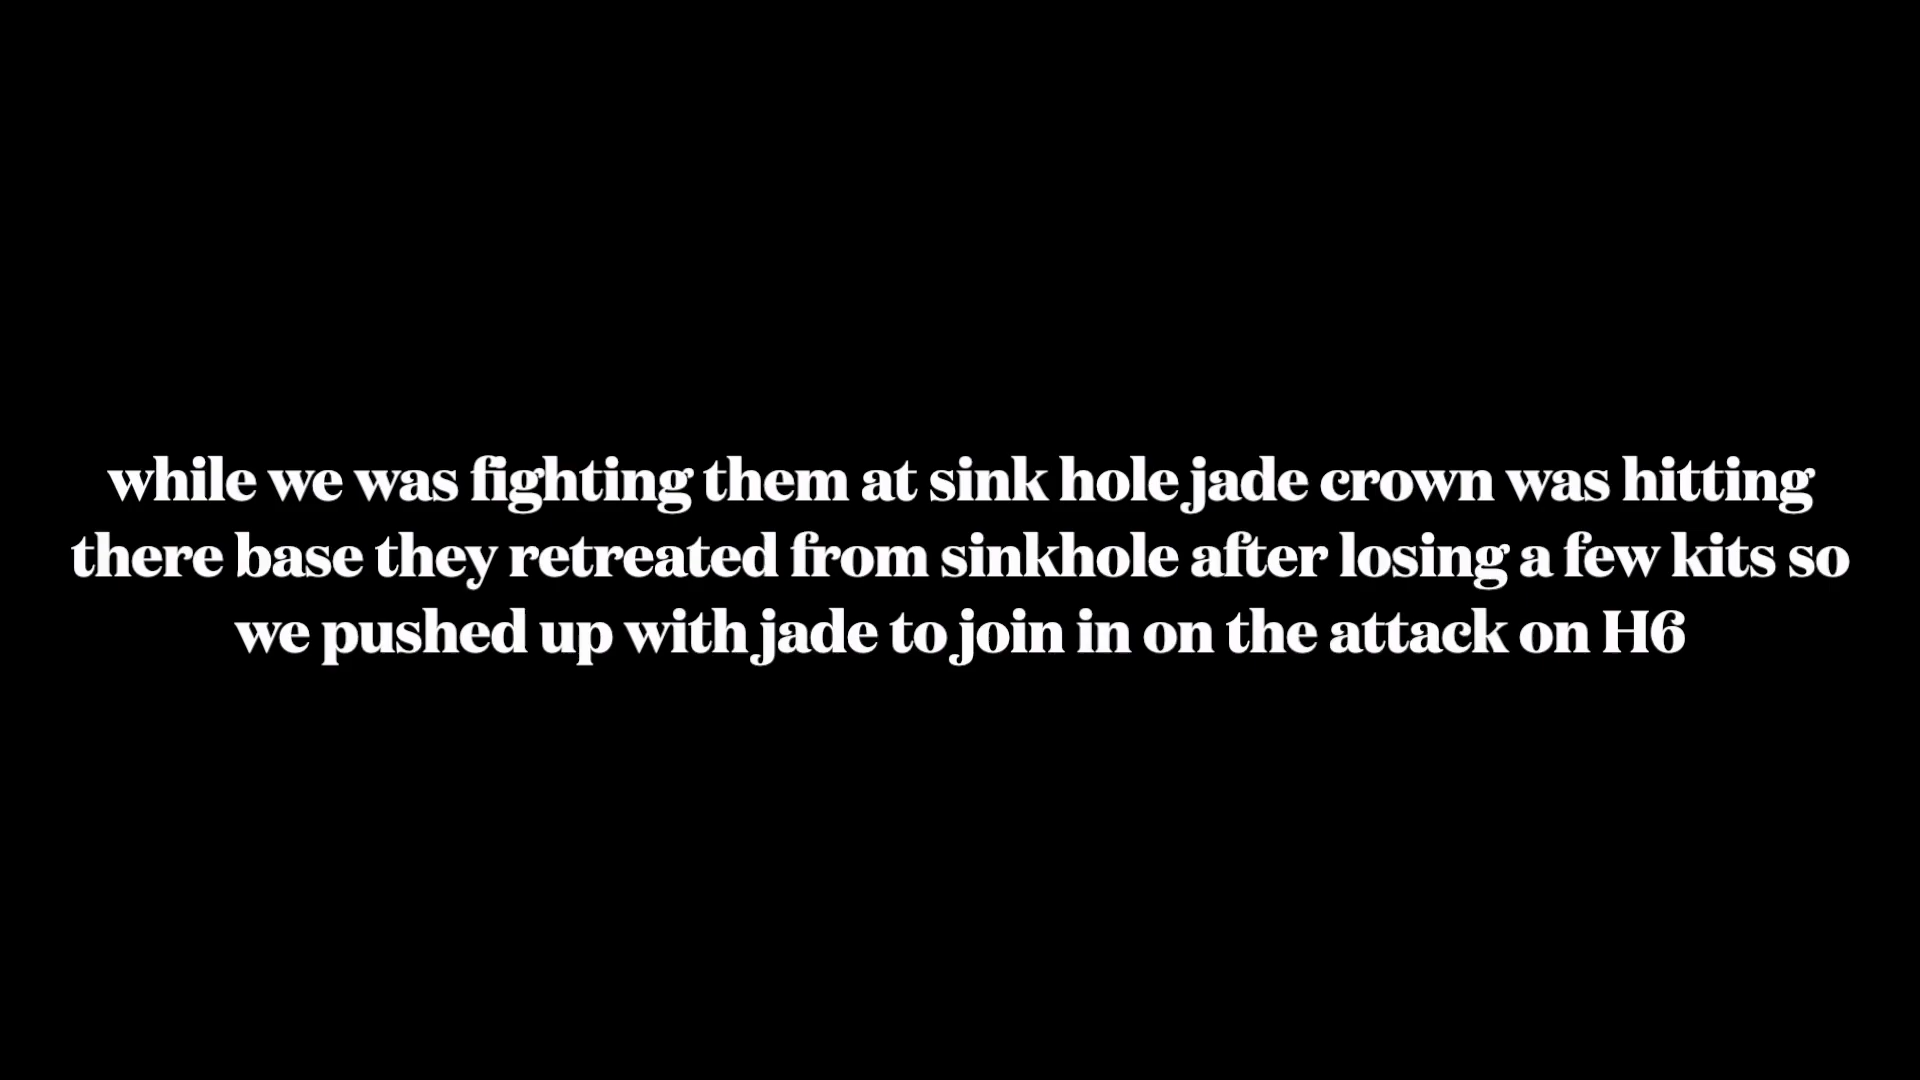 while we was fighting them at sink hole jade crown was hitting
there base they retreated from sinkhole after losing a few kits so
we pushed up with jade to join in on the attack on H6